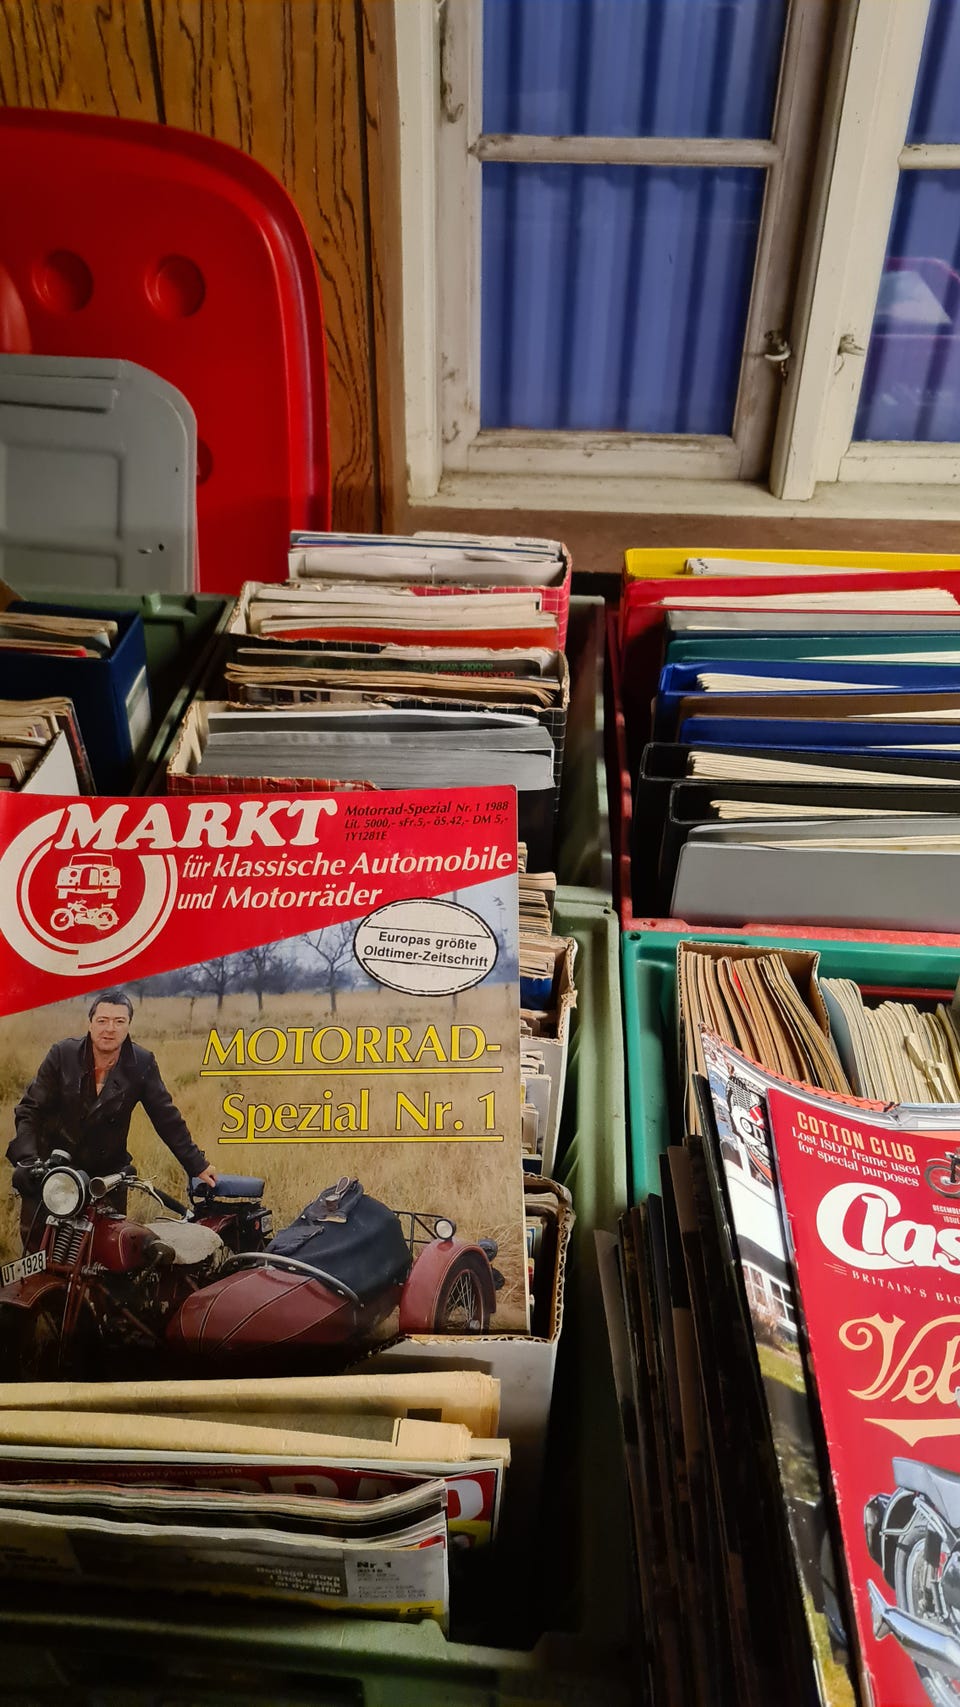 MARKT
Motorrad-Spezial Nr. 1 1988
Lit. 5000,- sFr.5,- öS.42,- DM 5,-
1Y1281E
für klassische Automobile
und Motorräder
Europas größte
Oldtimer-Zeitschrift
MOTORRAD-
Spezial Nr. 1
UT-1928
Nr 1
COTTON CLUB
Lost ISDT frame used
for special purposes
Clas
BRITAIN'S BIG
Vel